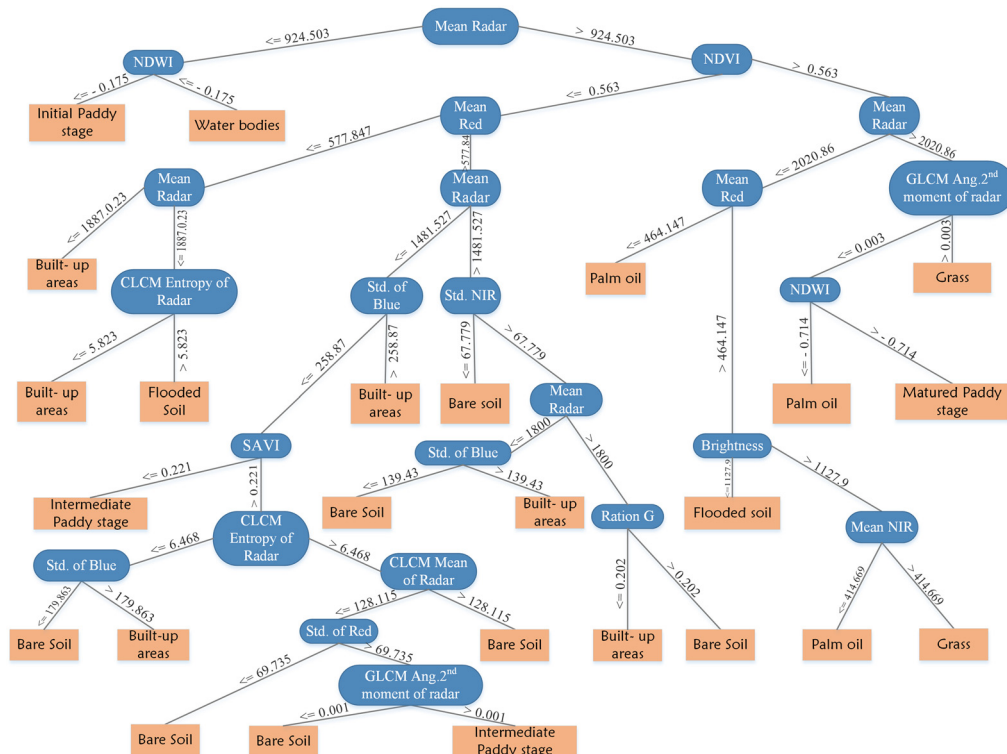 Mean Radar
<= 924.503
> 924.503
NDWI
NDVI
<= - 0.175
<= - 0.175
<= 0.563
> 0.563
Initial Paddy
stage
Water bodies
Mean
Red
Mean
Radar
<= 577.847
>577.84
<= 2020.86
> 2020.86
Mean
Radar
Mean
Radar
Mean
Red
GLCM Ang.2nd
moment of radar
<= 1887.0.23
<=1887.0.23
<= 1481.527
> 1481.527
<= 464.147
> 464.147
<= 0.003
> 0.003
Built- up
areas
CLCM Entropy of
Radar
Std. of
Blue
Std. NIR
Palm oil
NDWI
Grass
<= 5.823
> 5.823
<= 258.87
> 258.87
<= 67.779
> 67.779
<= - 0.714
> - 0.714
Built- up
areas
Flooded
Soil
Built- up
areas
Bare soil
Mean
Radar
Palm oil
Matured Paddy
stage
SAVI
Std. of Blue
<= 1800
> 1800
Brightness
<= 0.221
> 0.221
<= 139.43
> 139.43
<=1127.9
> 1127.9
Intermediate
Paddy stage
CLCM
Entropy of
Radar
Bare Soil
Built- up
areas
Ration G
Flooded soil
Mean NIR
<= 6.468
> 6.468
Std. of Blue
CLCM Mean
of Radar
<= 0.202
> 0.202
<= 414.669
> 414.669
<= 179.863
> 179.863
<= 128.115
> 128.115
Bare Soil
Built-up
areas
Std. of Red
Bare Soil
Built- up
areas
Bare Soil
Palm oil
Grass
<= 69.735
> 69.735
GLCM Ang.2nd
moment of radar
<= 0.001
> 0.001
Bare Soil
Bare Soil
Intermediate
Paddy stage